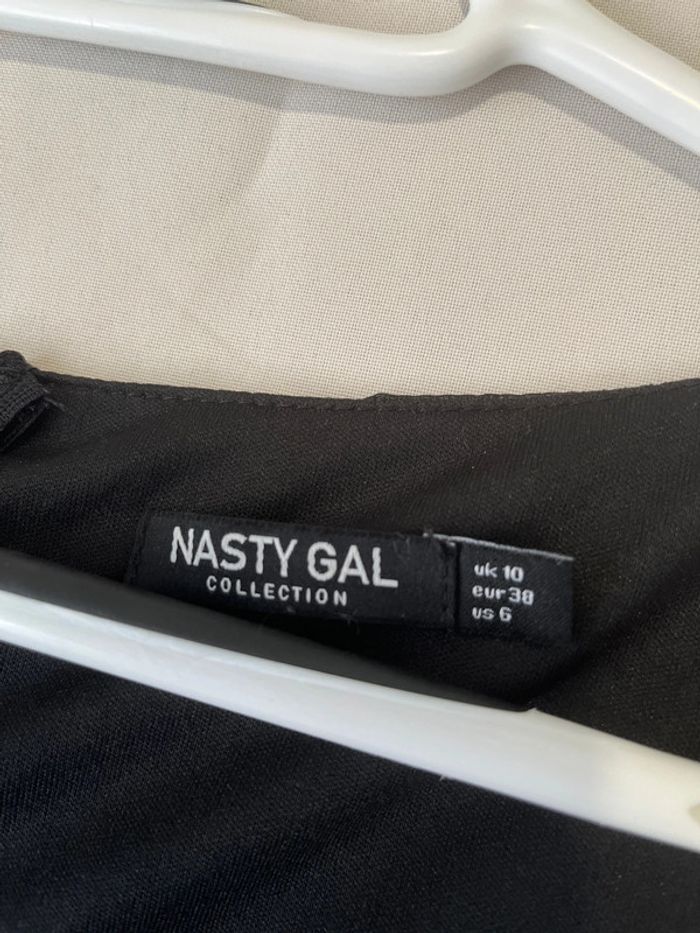 NASTY GAL
COLLECTION
uk 10
eur 38
us 6